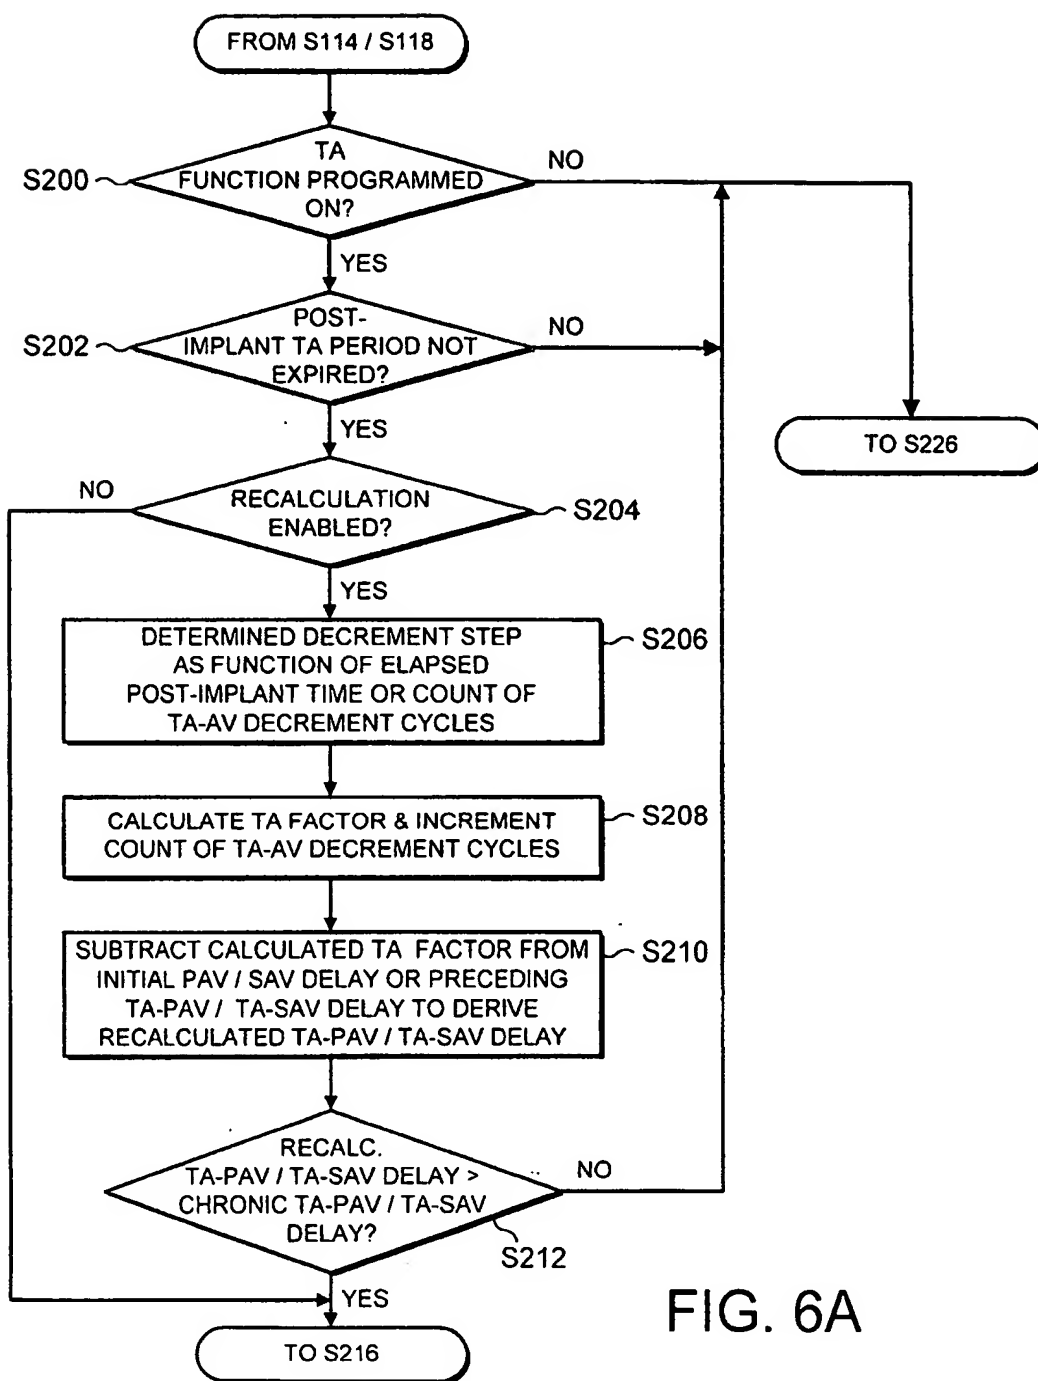 FROM S114 / S118
TA
FUNCTION PROGRAMMED
ON?
S200
NO
YES
POST-
IMPLANT TA PERIOD NOT
EXPIRED?
S202
NO
YES
TO S226
RECALCULATION
ENABLED?
NO
S204
YES
DETERMINED DECREMENT STEP
AS FUNCTION OF ELAPSED
POST-IMPLANT TIME OR COUNT OF
TA-AV DECREMENT CYCLES
S206
CALCULATE TA FACTOR & INCREMENT
COUNT OF TA-AV DECREMENT CYCLES
S208
SUBTRACT CALCULATED TA FACTOR FROM
INITIAL PAV / SAV DELAY OR PRECEDING
TA-PAV / TA-SAV DELAY TO DERIVE
RECALCULATED TA-PAV / TA-SAV DELAY
S210
RECALC.
TA-PAV / TA-SAV DELAY >
CHRONIC TA-PAV / TA-SAV
DELAY?
NO
S212
YES
TO S216
FIG. 6A